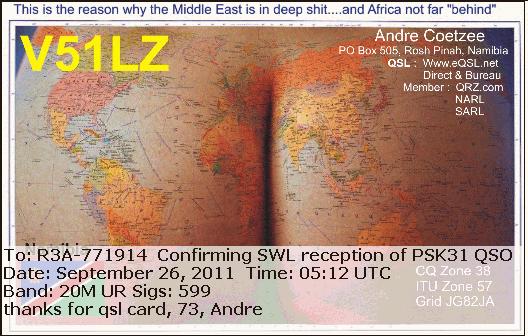 This is the reason why the Middle East is in deep shit....and Africa not far "behind"
V51LZ
Andre Coetzee
PO Box 505, Rosh Pinah, Namibia
QSL : Www.eQSL.net
Direct & Bureau
Member : QRZ.com
NARL
SARL
To: R3A-771914 Confirming SWL reception of PSK31 QSO
Date: September 26, 2011 Time: 05:12 UTC
Band: 20M UR Sigs: 599
thanks for qsl card, 73, Andre
CQ Zone 38
ITU Zone 57
Grid JG82JA